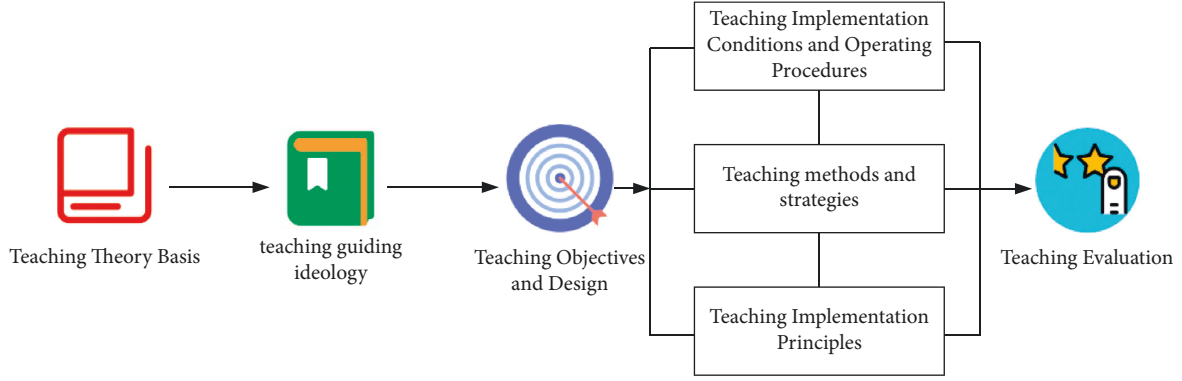 Teaching Theory Basis
teaching guiding
ideology
Teaching Objectives
and Design
Teaching Implementation
Conditions and Operating
Procedures
Teaching methods and
strategies
Teaching Implementation
Principles
Teaching Evaluation